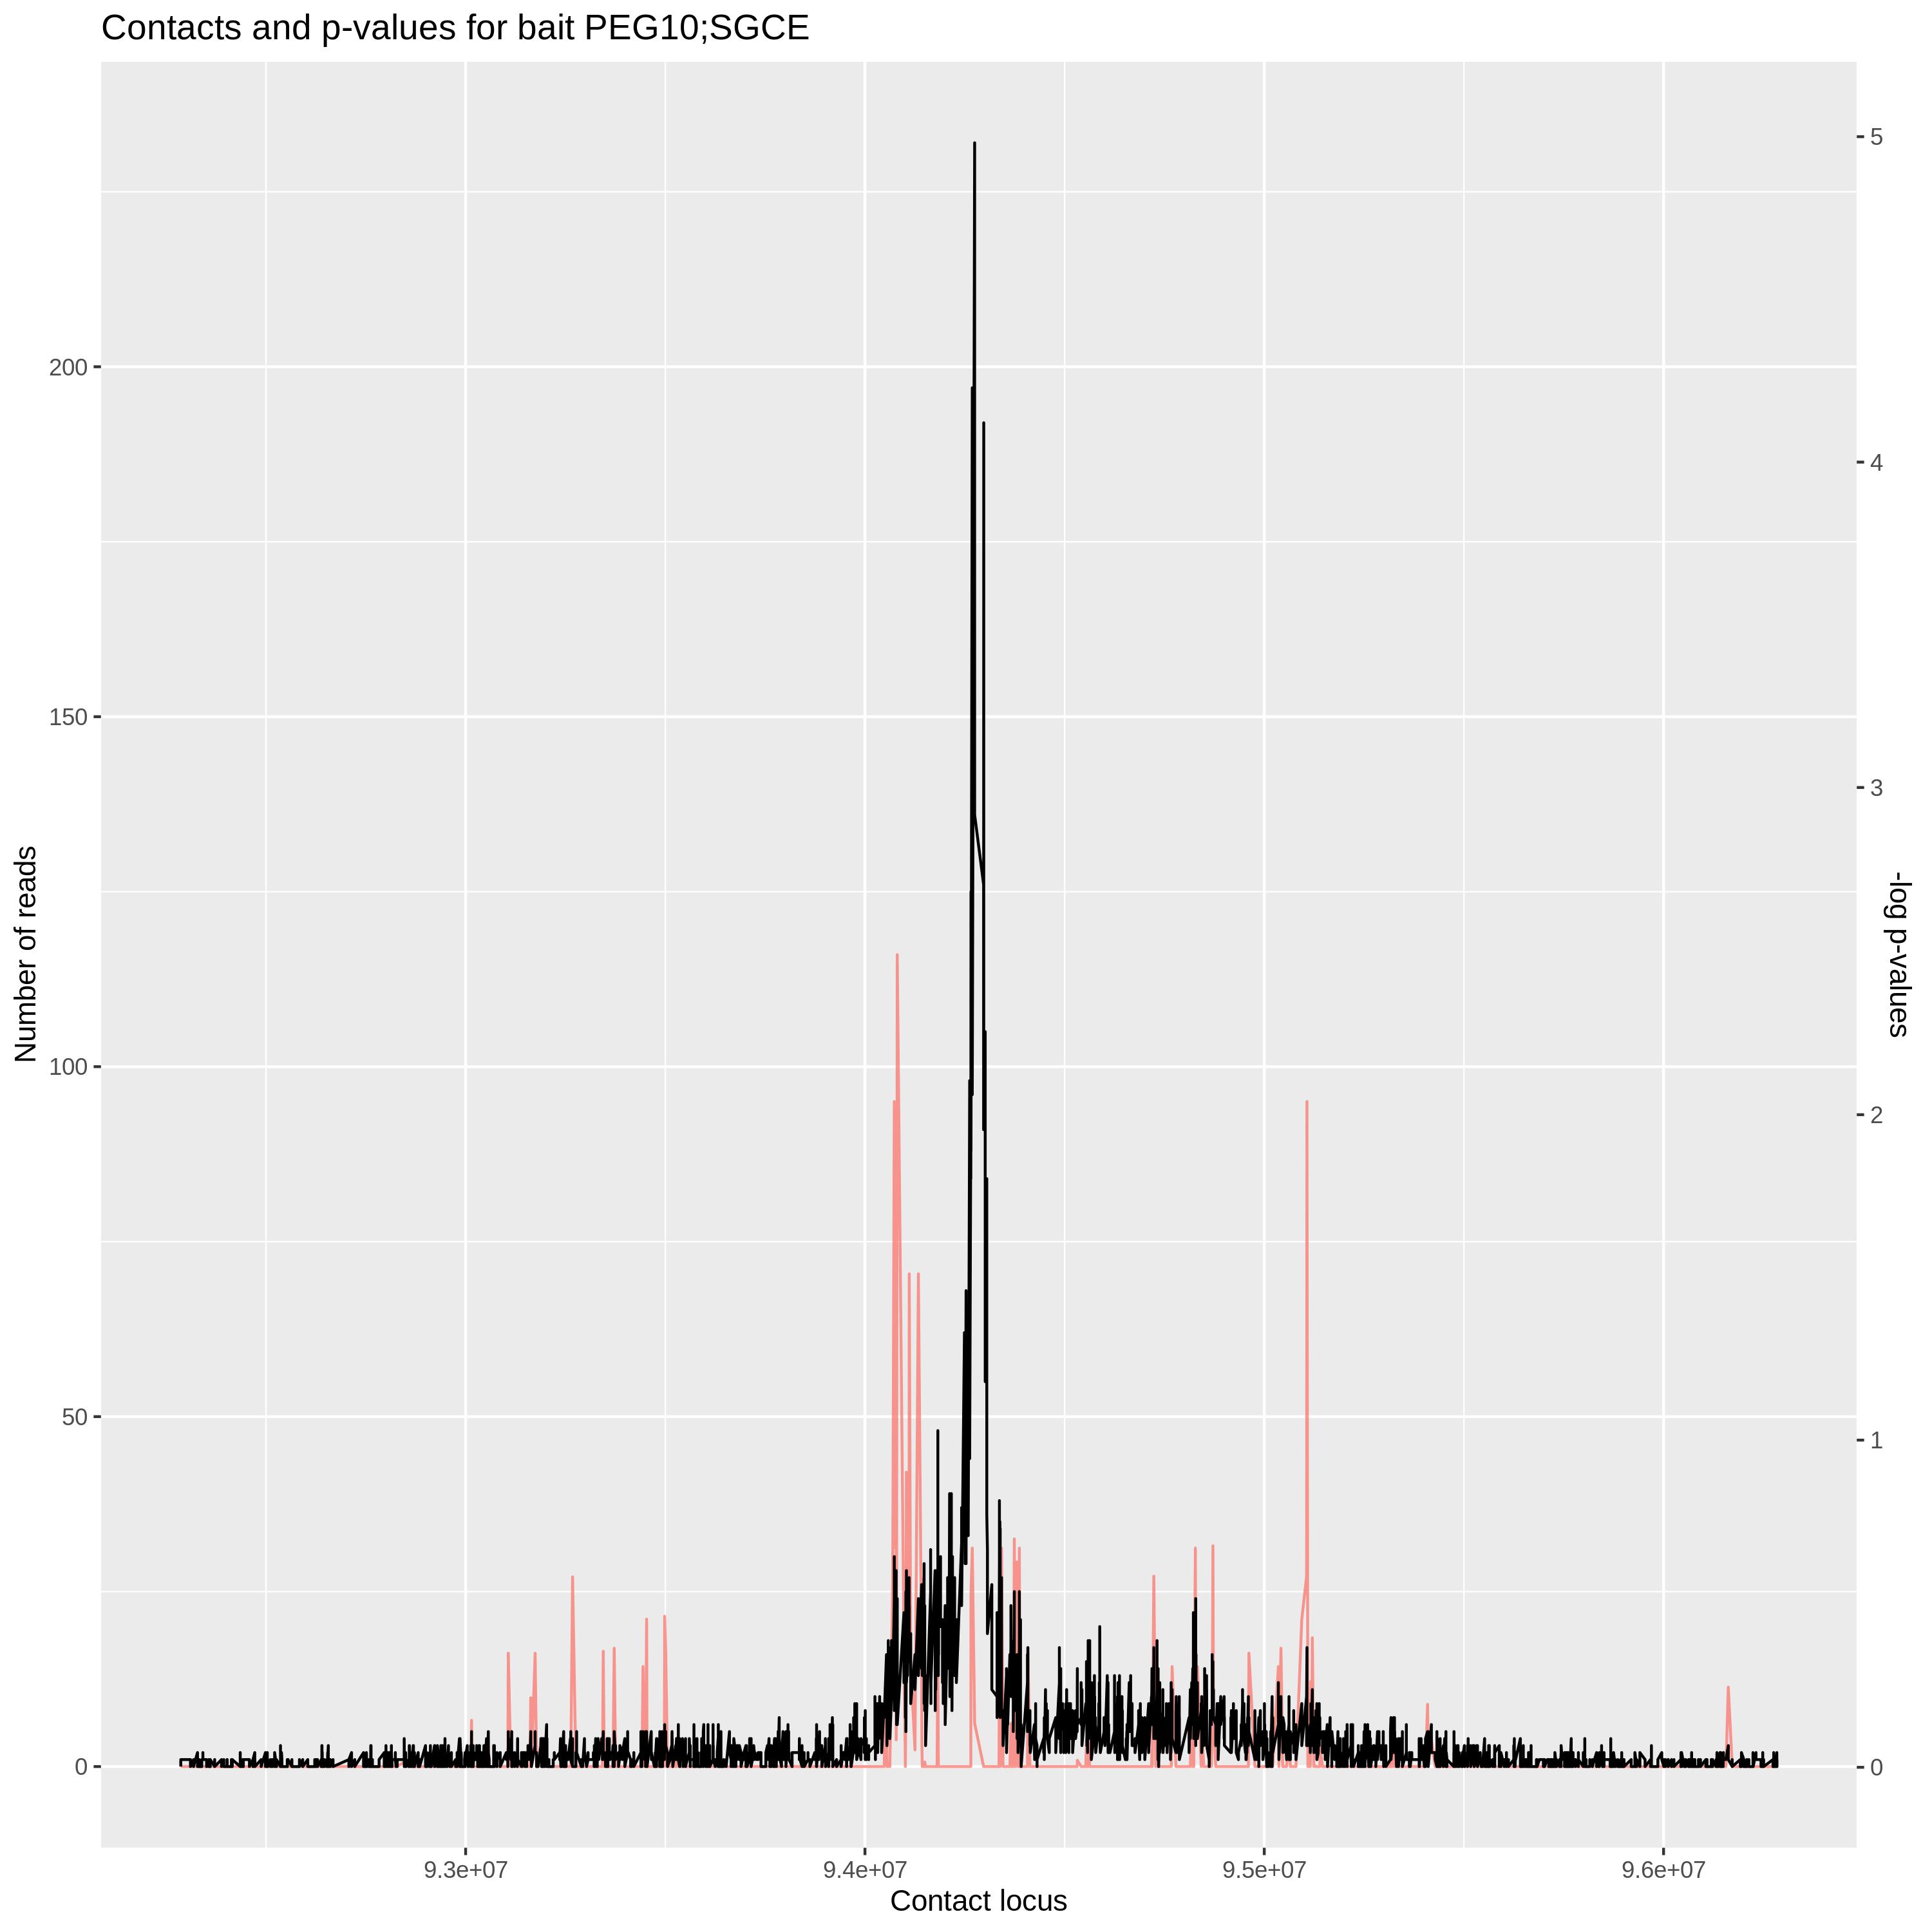 Contacts and p-values for bait PEG10;SGCE
Number of reads
200
150
100
50
0
5
4
3
2
1
0
-log p-values
9.3e+07
9.4e+07
9.5e+07
9.6e+07
Contact locus